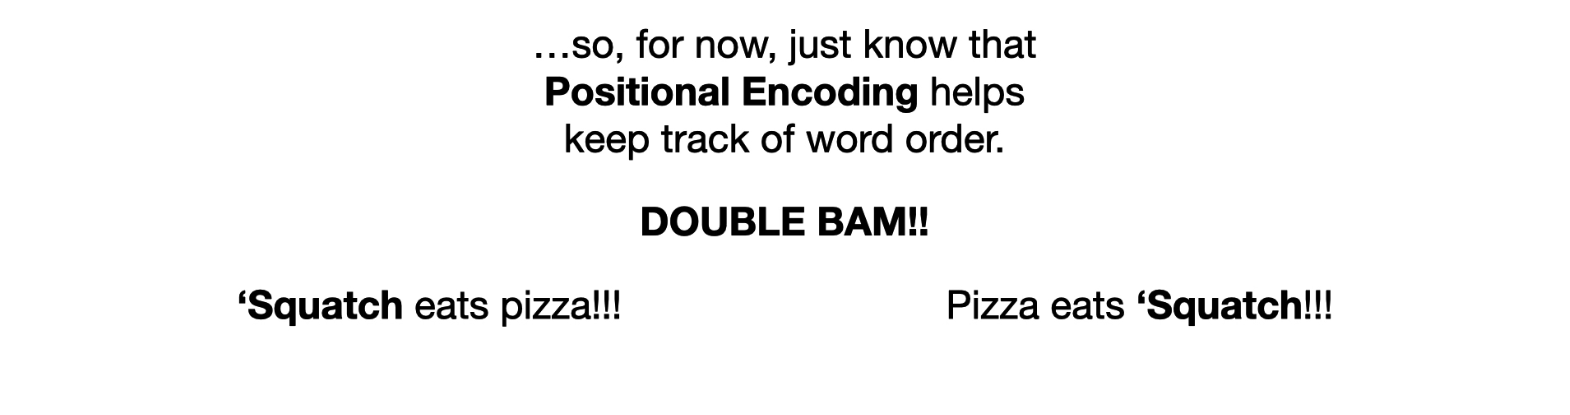 …so, for now, just know that
Positional Encoding helps
keep track of word order.
DOUBLE BAM!!
‘Squatch eats pizza!!!
Pizza eats ‘Squatch!!!